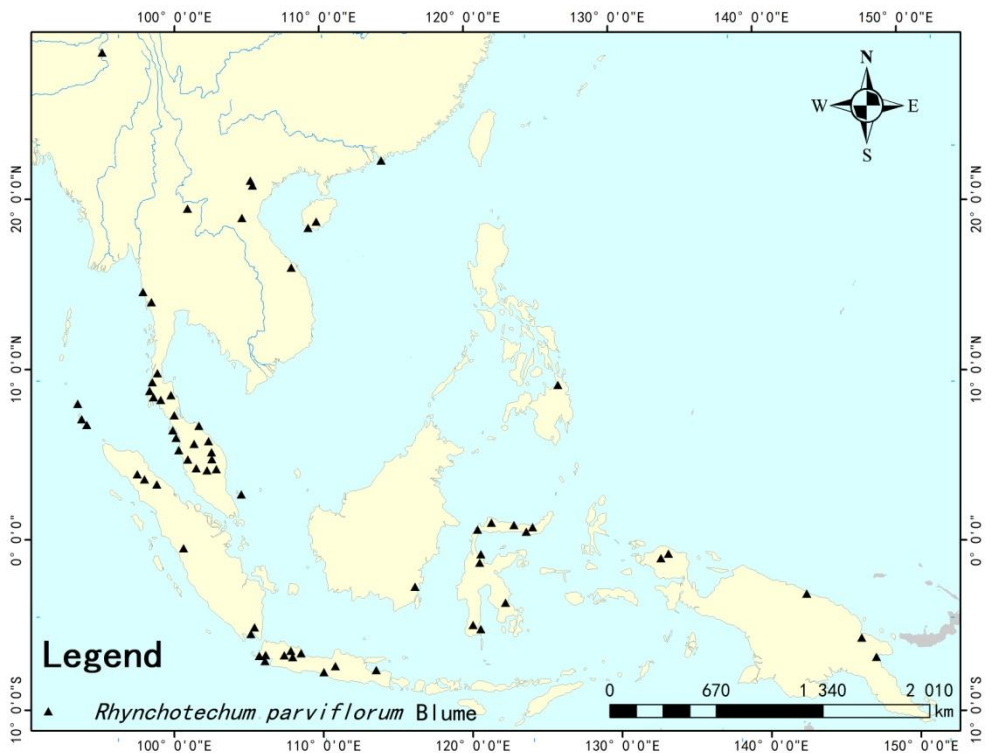 100° 0'0"E 110° 0'0"E 120° 0'0"E 130° 0'0"E 140° 0'0"E 150° 0'0"E
N
W E
S
20° 0'0"N 20° 0'0"N
10° 0'0"N 10° 0'0"N
0° 0'0" 0° 0'0"
Legend
0 670 1 340 2 010
km
Rhynchotechum parviflorum Blume
10° 0'0"S 10° 0'0"S
100° 0'0"E 110° 0'0"E 120° 0'0"E 130° 0'0"E 140° 0'0"E 150° 0'0"E